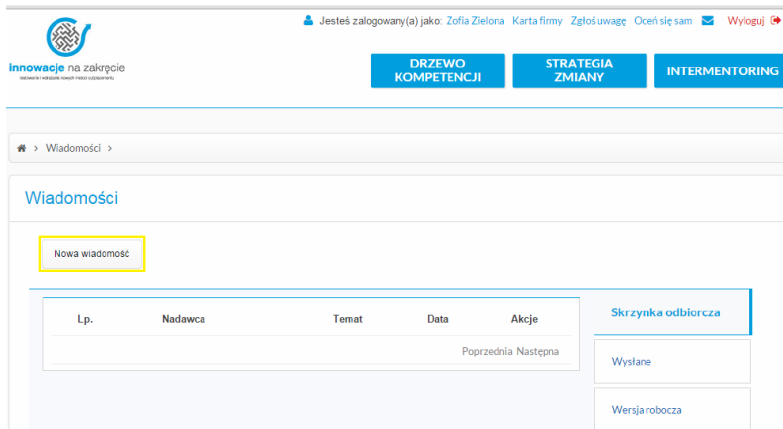 Jesteś zalogowany(a) jako: Zofia Zielona Karta firmy Zgłoś uwagę Oceń się sam Wyloguj
innowacje na zakręcie
DRZEWO
KOMPETENCJI
STRATEGIA
ZMIANY
INTERMENTORING
> Wiadomości >
Wiadomości
Nowa wiadomość
Lp. Nadawca Temat Data Akcje
Poprzednia Następna
Skrzynka odbiorcza
Wysłane
Wersja robocza